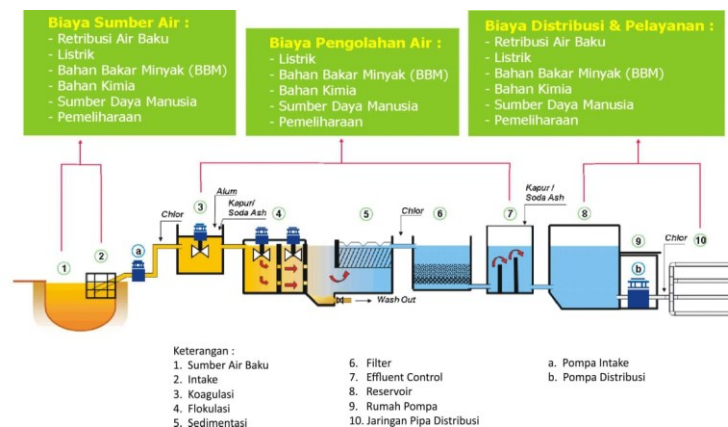 Biaya Sumber Air :
- Retribusi Air Baku
- Listrik
- Bahan Bakar Minyak (BBM)
- Bahan Kimia
- Sumber Daya Manusia
- Pemeliharaan
Biaya Pengolahan Air :
- Listrik
- Bahan Bakar Minyak (BBM)
- Bahan Kimia
- Sumber Daya Manusia
- Pemeliharaan
Biaya Distribusi & Pelayanan :
- Retribusi Air Baku
- Listrik
- Bahan Bakar Minyak (BBM)
- Bahan Kimia
- Sumber Daya Manusia
- Pemeliharaan
1
2
a
Chlor
3
Alum
Kapur/
Soda Ash
4
5
Wash Out
Chlor
6
7
Kapur /
Soda Ash
8
9
b
Chlor
10
Keterangan :
1. Sumber Air Baku
2. Intake
3. Koagulasi
4. Flokulasi
5. Sedimentasi
6. Filter
7. Effluent Control
8. Reservoir
9. Rumah Pompa
10. Jaringan Pipa Distribusi
a. Pompa Intake
b. Pompa Distribusi